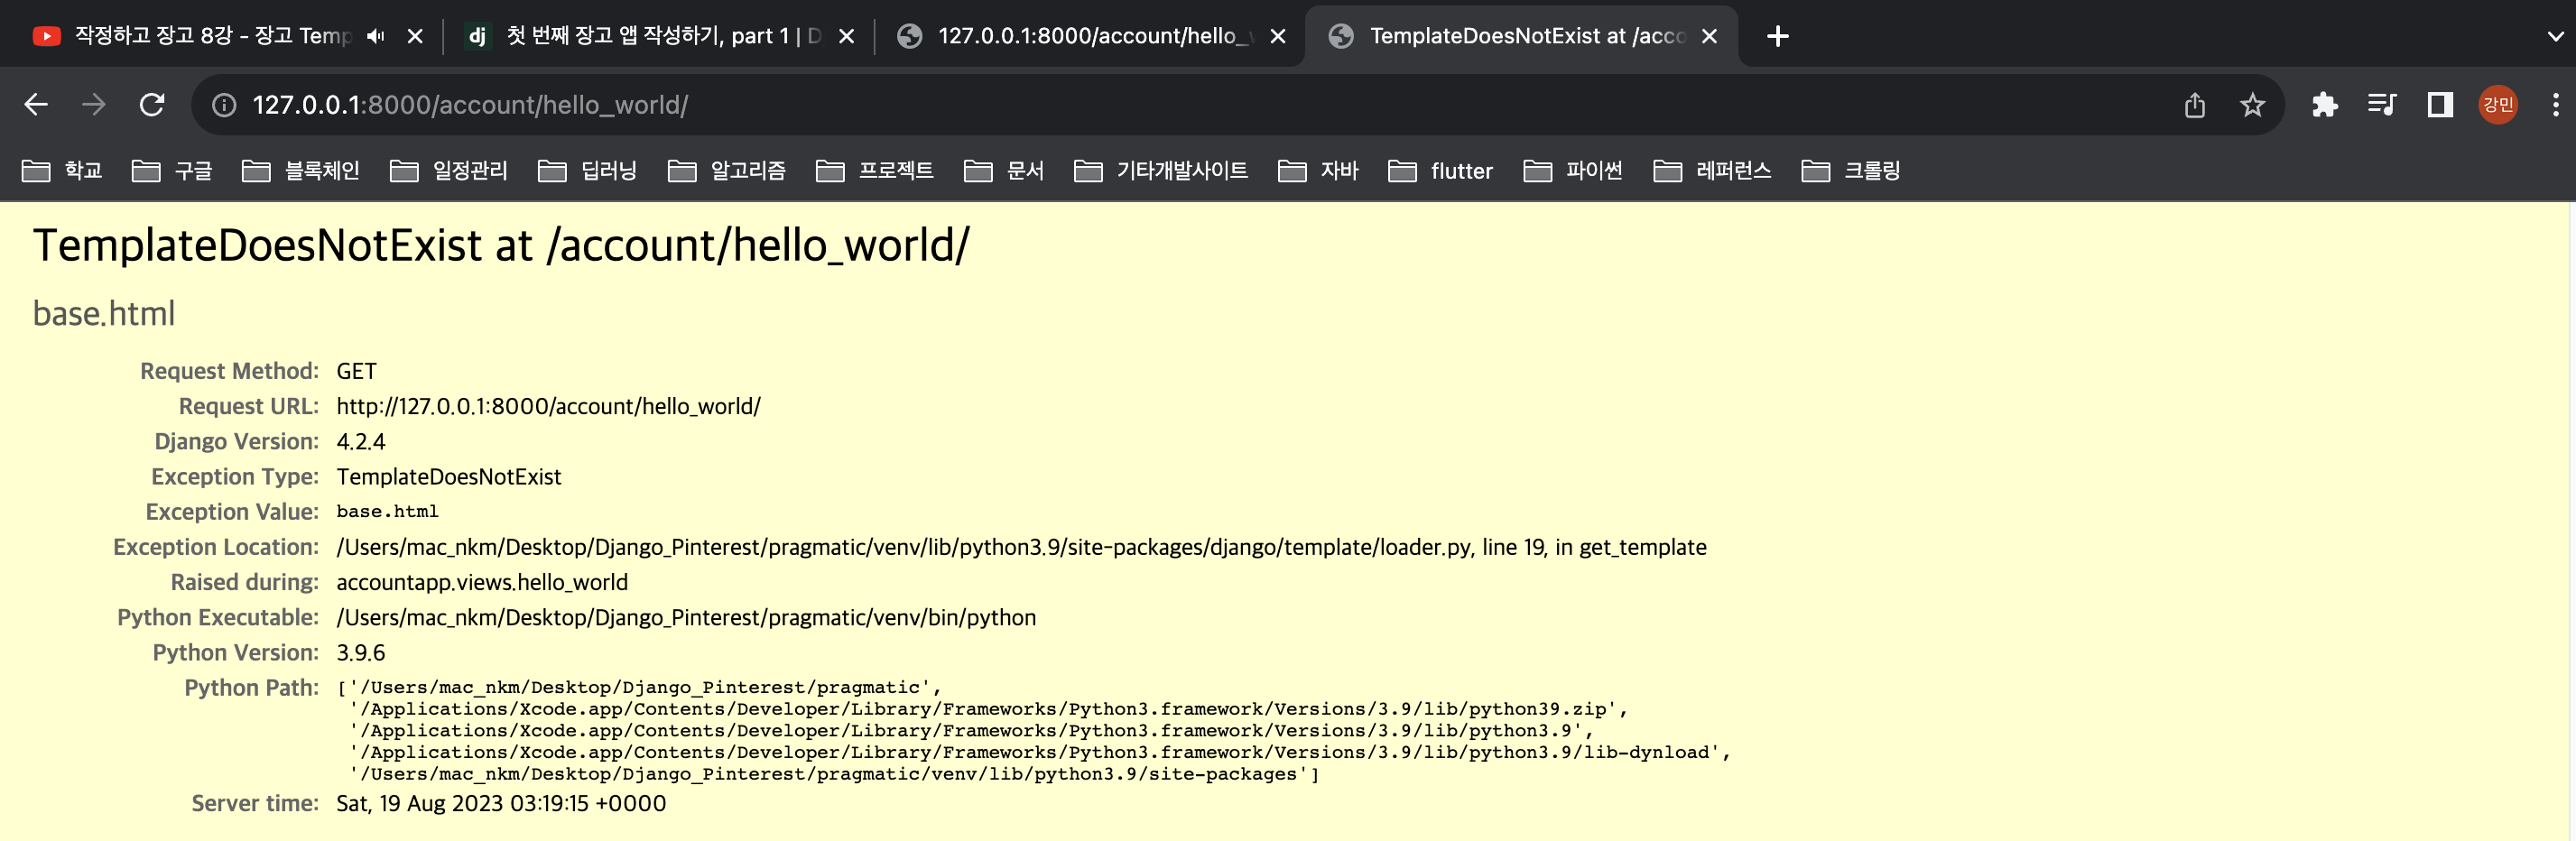 작정하고 장고 8강 - 장고 Temp
dj 첫 번째 장고 앱 작성하기, part 1 | D
127.0.0.1:8000/account/hello_
TemplateDoesNotExist at /acco
127.0.0.1:8000/account/hello_world/
강민
학교 구글 블록체인 일정관리 딥러닝 알고리즘 프로젝트 문서 기타개발사이트 자바 flutter 파이썬 레퍼런스 크롤링
TemplateDoesNotExist at /account/hello_world/
base.html
Request Method: GET
Request URL: http://127.0.0.1:8000/account/hello_world/
Django Version: 4.2.4
Exception Type: TemplateDoesNotExist
Exception Value: base.html
Exception Location: /Users/mac_nkm/Desktop/Django_Pinterest/pragmatic/venv/lib/python3.9/site-packages/django/template/loader.py, line 19, in get_template
Raised during: accountapp.views.hello_world
Python Executable: /Users/mac_nkm/Desktop/Django_Pinterest/pragmatic/venv/bin/python
Python Version: 3.9.6
Python Path: ['/Users/mac_nkm/Desktop/Django_Pinterest/pragmatic',
'/Applications/Xcode.app/Contents/Developer/Library/Frameworks/Python3.framework/Versions/3.9/lib/python39.zip',
'/Applications/Xcode.app/Contents/Developer/Library/Frameworks/Python3.framework/Versions/3.9/lib/python3.9',
'/Applications/Xcode.app/Contents/Developer/Library/Frameworks/Python3.framework/Versions/3.9/lib/python3.9/lib-dynload',
'/Users/mac_nkm/Desktop/Django_Pinterest/pragmatic/venv/lib/python3.9/site-packages']
Server time: Sat, 19 Aug 2023 03:19:15 +0000